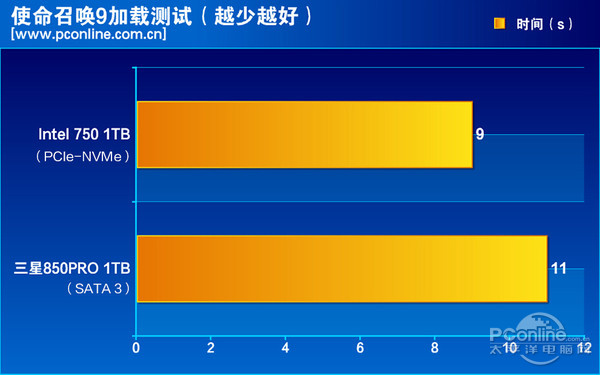 使命召唤9加载测试（越少越好）
[www.pconline.com.cn]
时间（s）
Intel 750 1TB
（PCIe-NVMe）
9
三星850PRO 1TB
（SATA 3）
11
0 2 4 6 8 10 12
PConline
.com.cn
太平洋电脑网